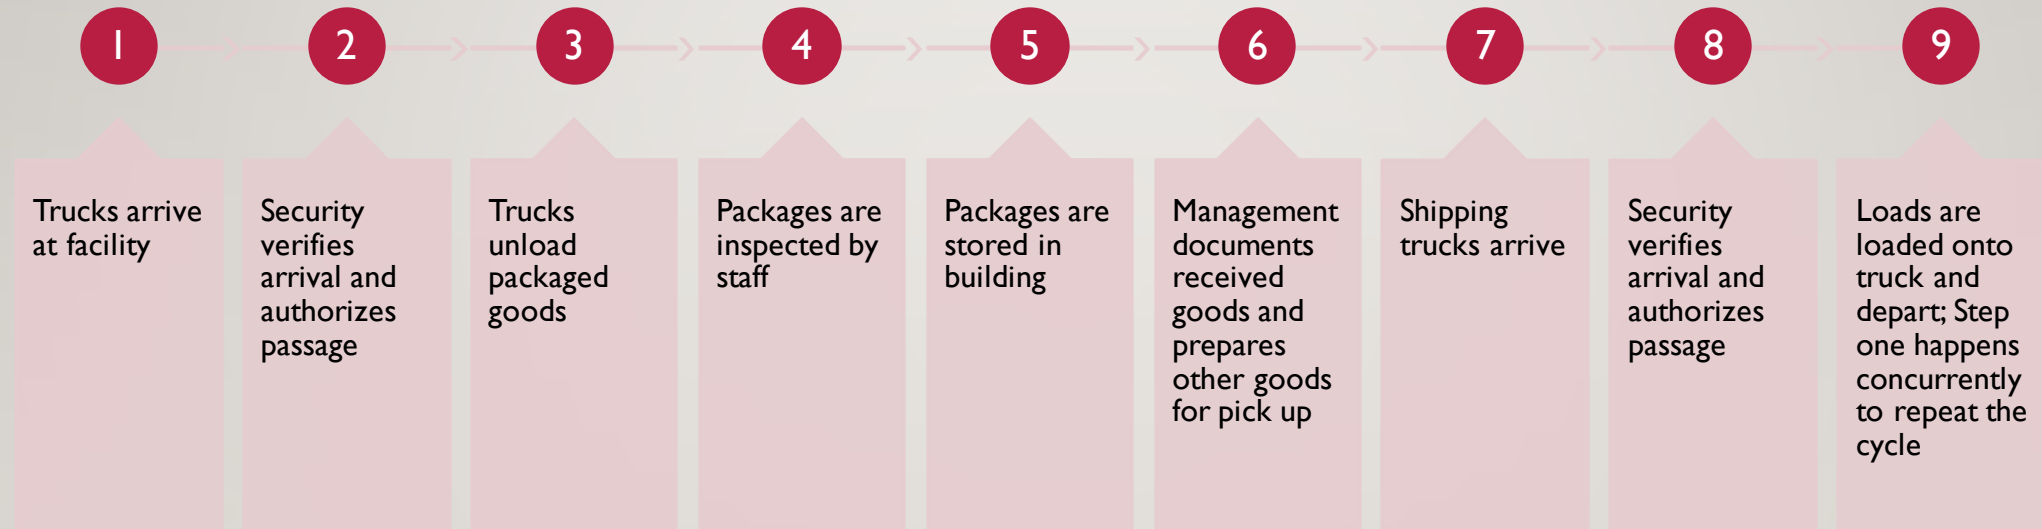 1
2
3
4
5
6
7
8
9
Trucks arrive
at facility
Security
verifies
arrival and
authorizes
passage
Trucks
unload
packaged
goods
Packages are
inspected by
staff
Packages are
stored in
building
Management
documents
received
goods and
prepares
other goods
for pick up
Shipping
trucks arrive
Security
verifies
arrival and
authorizes
passage
Loads are
loaded onto
truck and
depart; Step
one happens
concurrently
to repeat the
cycle